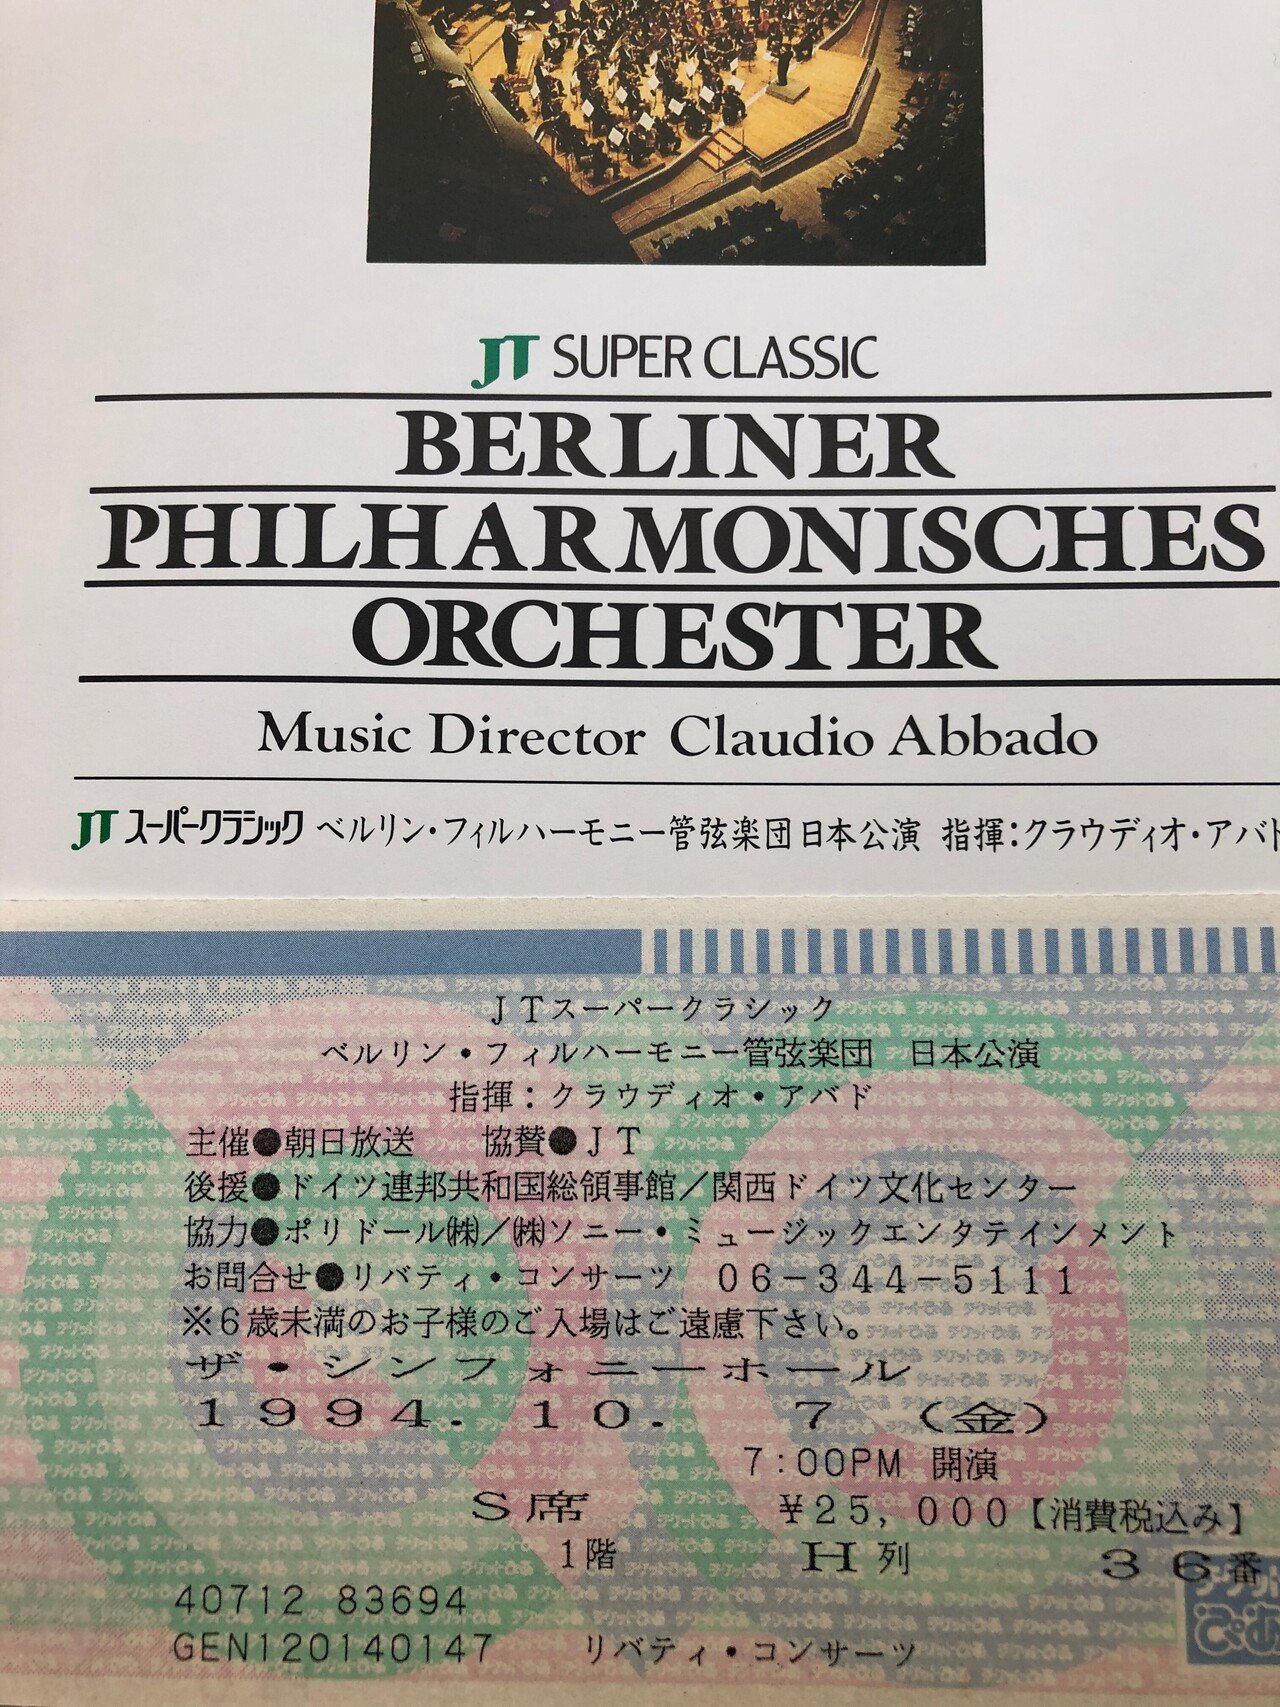 JT SUPER CLASSIC
BERLINER
PHILHARMONISCHES
ORCHESTER
Music Director Claudio Abbado
JT スーパークラシック ベルリン・フィルハーモニー管弦楽団日本公演 指揮:クラウディオ・アバド
JTスーパークラシック
ベルリン・フィルハーモニー管弦楽団 日本公演
指揮:クラウディオ・アバド
主催●朝日放送 協賛●JT
後援●ドイツ連邦共和国総領事館/関西ドイツ文化センター
協力●ポリドール㈱/㈱ソニー・ミュージックエンタテインメント
お問合せ●リバティ・コンサーツ 06-344-5111
※6歳未満のお子様のご入場はご遠慮下さい。
ザ・シンフォニーホール
1994. 10. 7 (金)
7:00PM 開演
S席 ¥25,000【消費税込み】
1階 H列 36番
40712 83694
GEN120140147 リバティ・コンサーツ
チケット
ぴあ